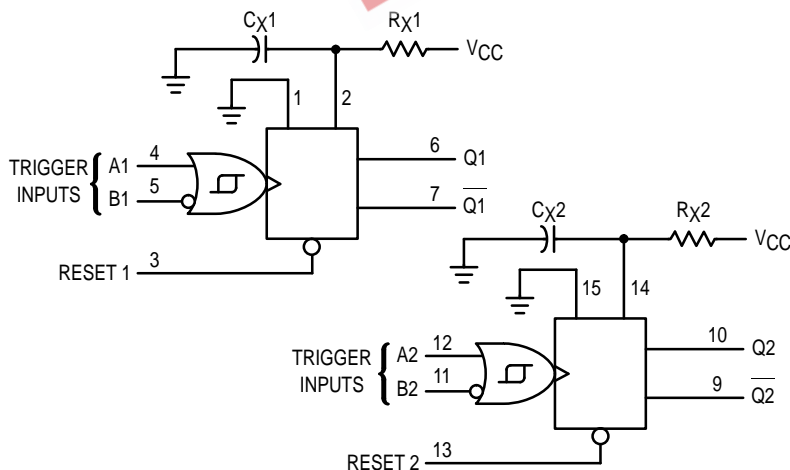 CX1
RX1
VCC
1
2
TRIGGER
INPUTS
A1
4
B1
5
6
Q1
7
Q1
3
RESET 1
CX2
RX2
VCC
15
14
TRIGGER
INPUTS
A2
12
B2
11
10
Q2
9
Q2
13
RESET 2